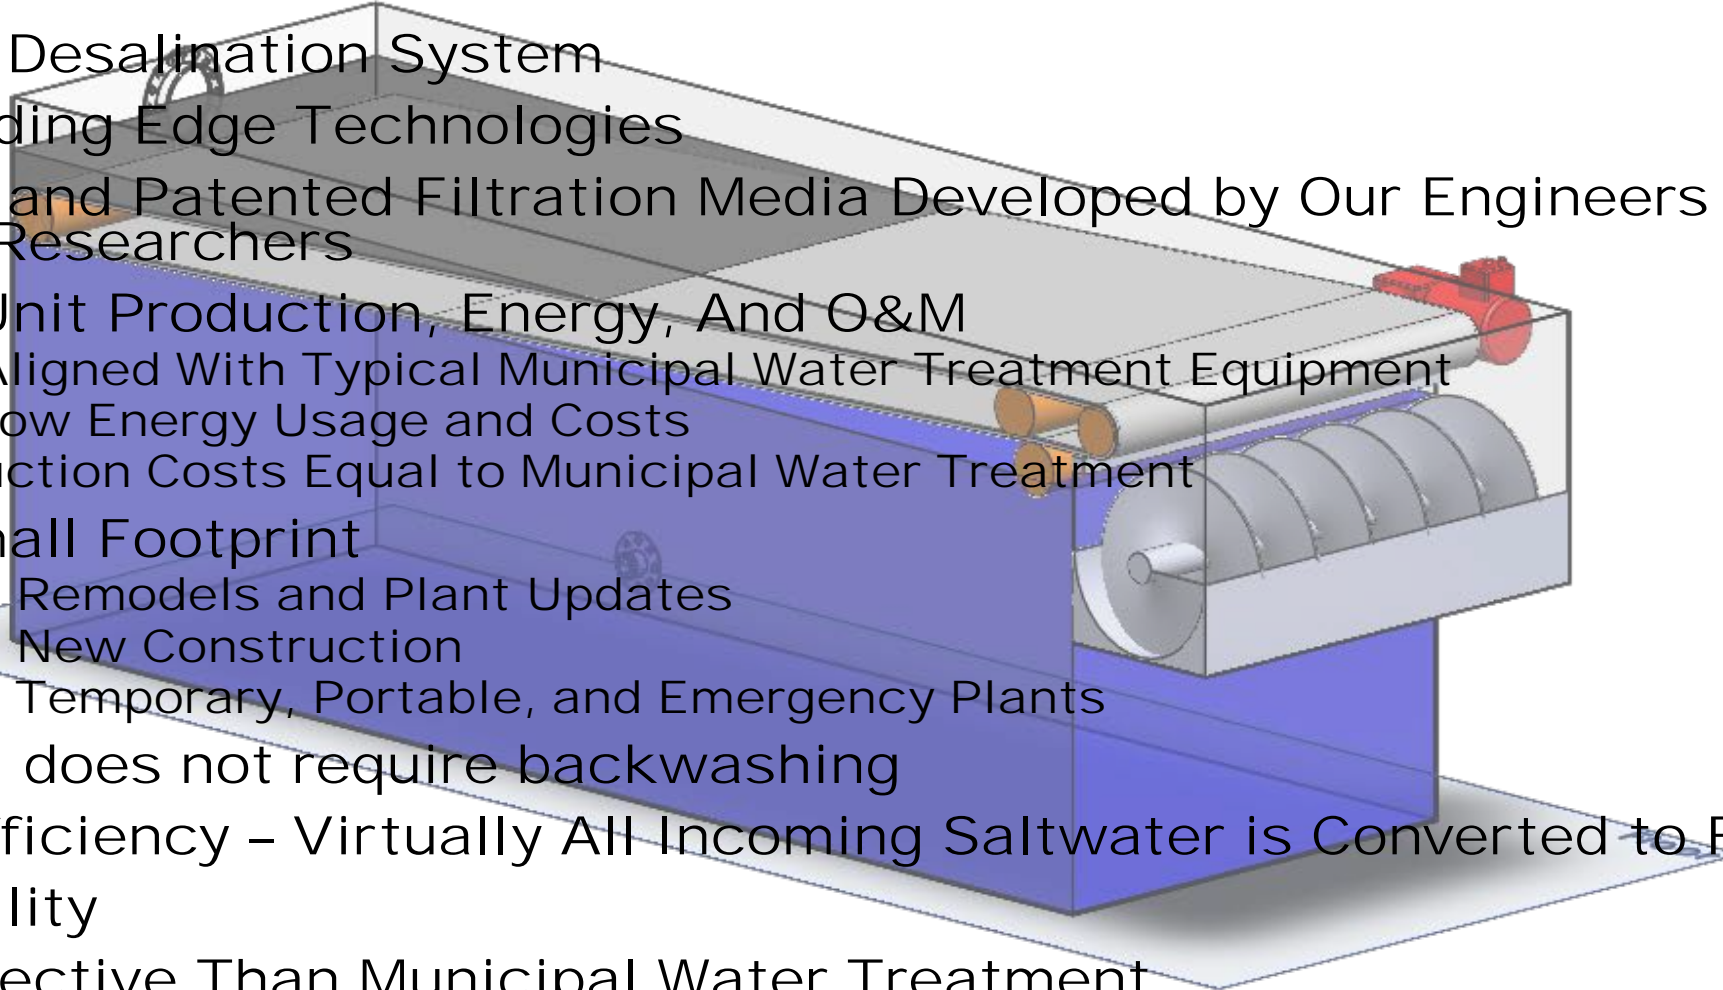 Desalination System
ding Edge Technologies
and Patented Filtration Media Developed by Our Engineers
Researchers
Unit Production, Energy, And O&M
Aligned With Typical Municipal Water Treatment Equipment
ow Energy Usage and Costs
uction Costs Equal to Municipal Water Treatment
nall Footprint
Remodels and Plant Updates
New Construction
Temporary, Portable, and Emergency Plants
does not require backwashing
fficiency – Virtually All Incoming Saltwater is Converted to F
lity
ective Than Municipal Water Treatment